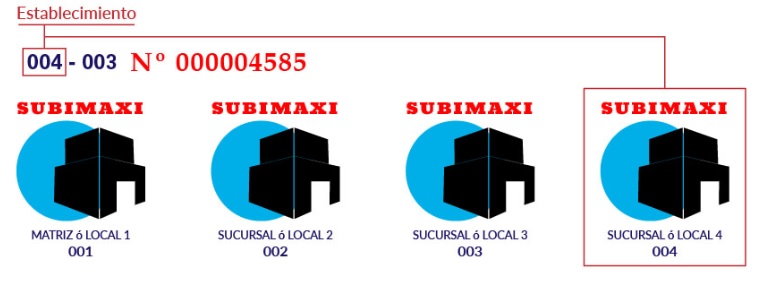 Establecimiento
004 - 003 Nº 000004585
SUBIMAXI SUBIMAXI SUBIMAXI SUBIMAXI
MATRIZ ó LOCAL 1 SUCURSAL ó LOCAL 2 SUCURSAL ó LOCAL 3 SUCURSAL ó LOCAL 4
001 002 003 004